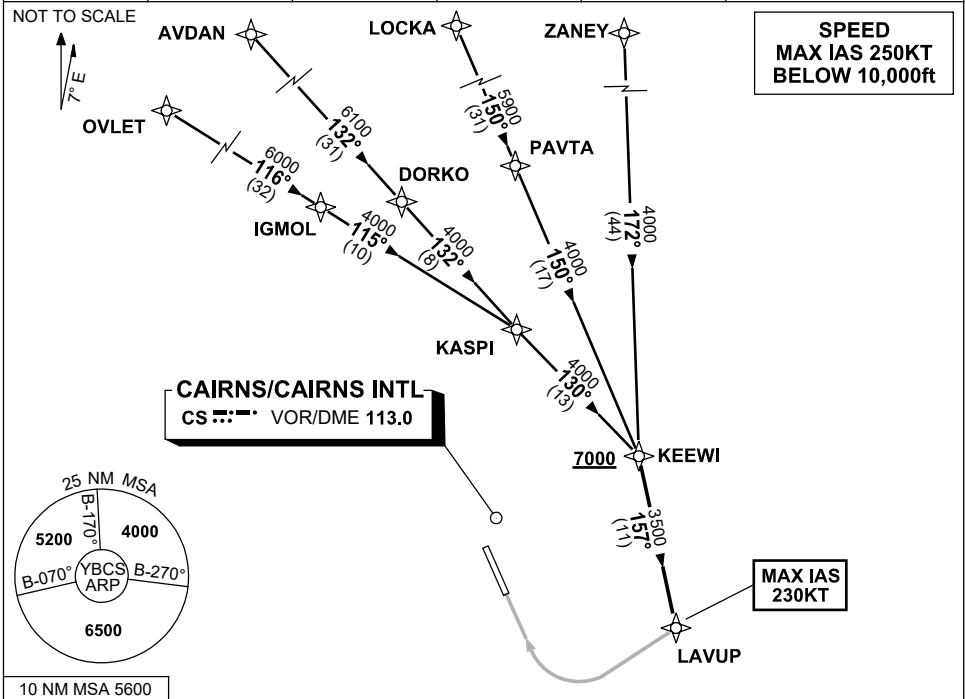 NOT TO SCALE
7° E
AVDAN
LOCKA
ZANEY
SPEED
MAX IAS 250KT
BELOW 10,000ft
OVLET
6000
116°
(32)
6100
132°
(31)
5900
150°
(31)
PAVTA
DORKO
IGMOL
4000
115°
(10)
4000
132°
(8)
4000
150°
(17)
4000
172°
(44)
KASPI
4000
130°
(13)
CAIRNS/CAIRNS INTL
CS VOR/DME 113.0
7000
KEEWI
25 NM MSA
B-170°
5200
4000
B-070°
YBCS
ARP
B-270°
6500
3500
157°
(11)
MAX IAS
230KT
LAVUP
10 NM MSA 5600